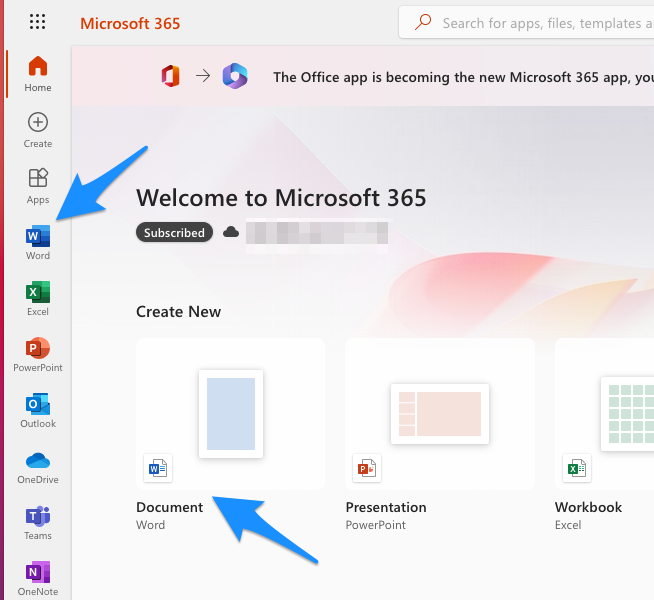 Microsoft 365
Search for apps, files, templates a
Home
Create
Apps
Word
Excel
PowerPoint
Outlook
OneDrive
Teams
OneNote
The Office app is becoming the new Microsoft 365 app, you
Welcome to Microsoft 365
Subscribed
Create New
Document
Word
Presentation
PowerPoint
Workbook
Excel